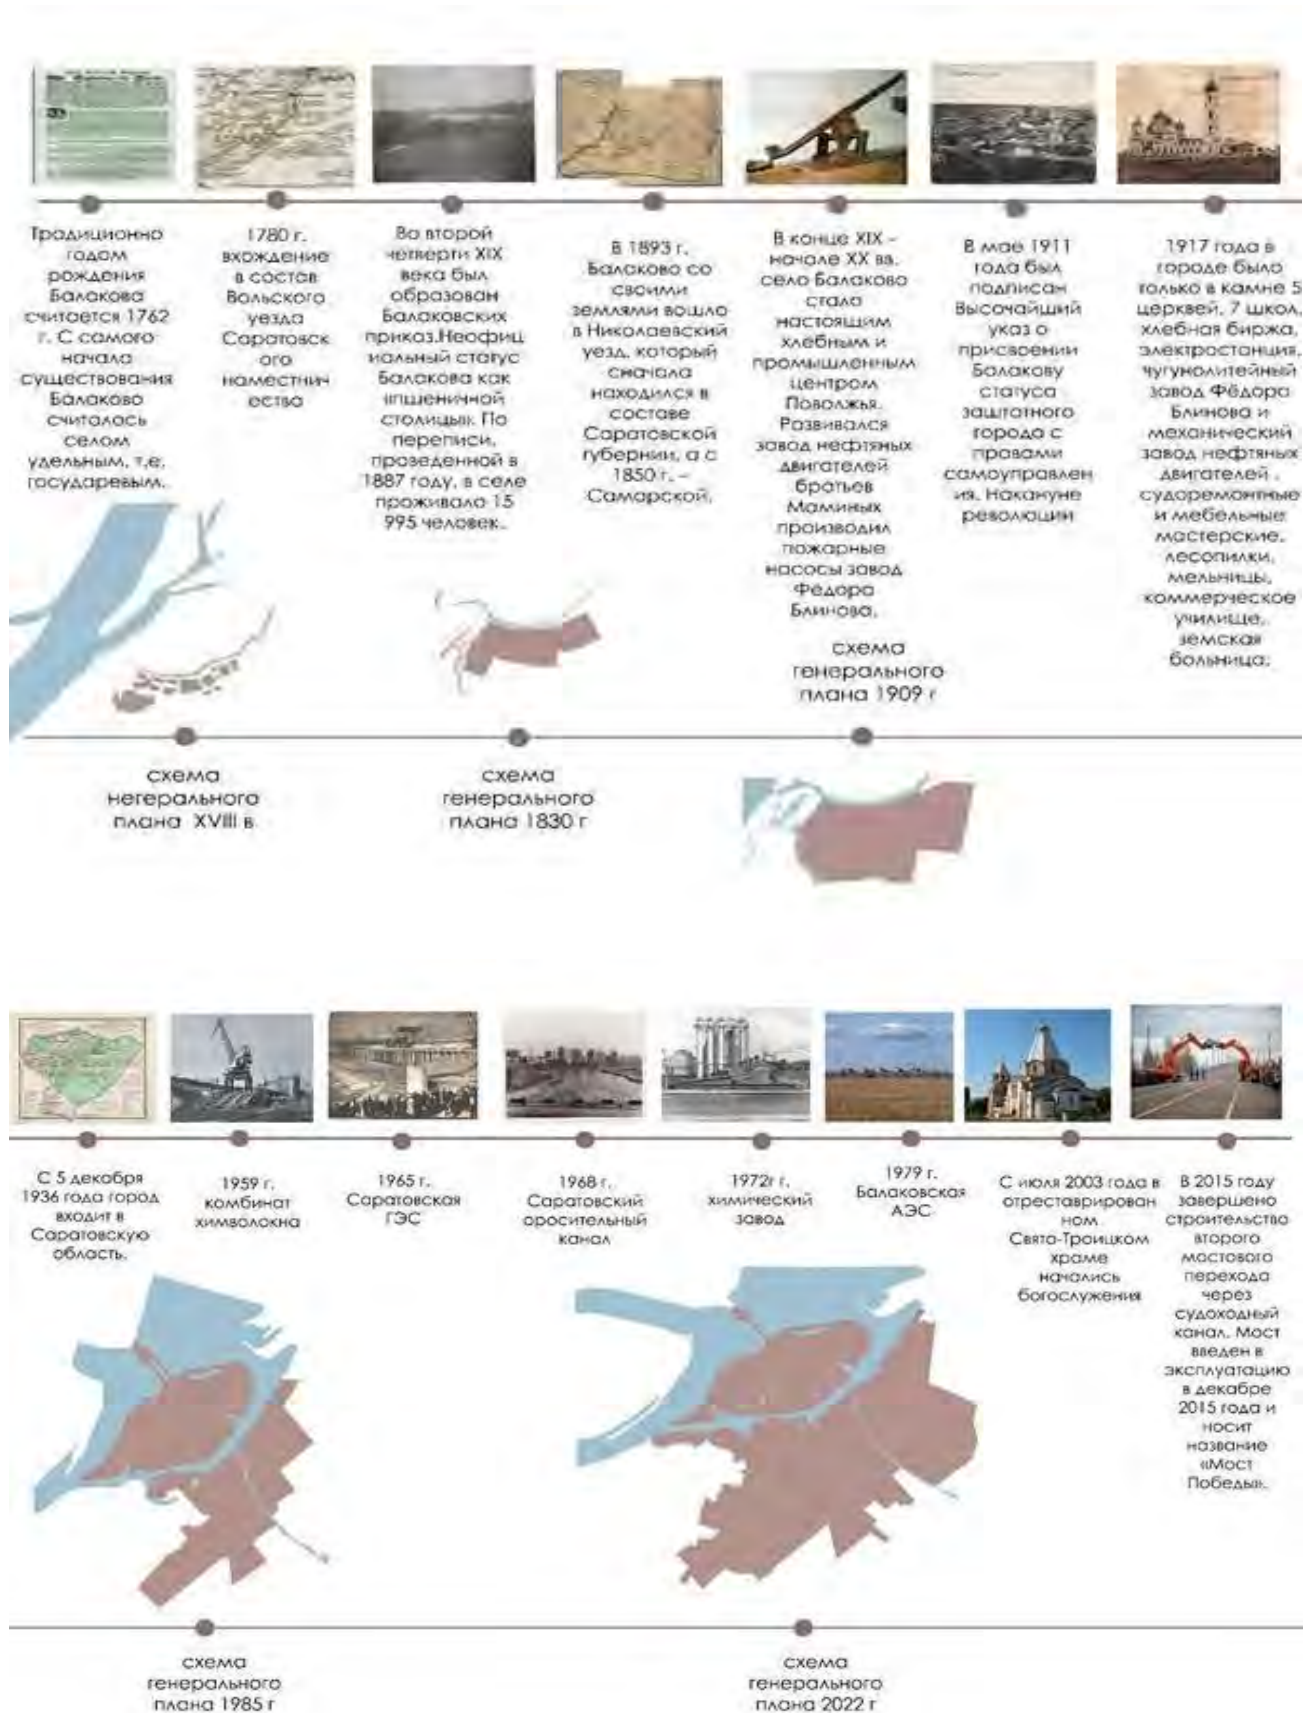 Традиционно
годом
рождения
Балакова
считается 1762
г. С самого
начала
существования
Балаково
считалось
селом
удельным, т.е.
государевым.
1780 г.
вхождение
в состав
Вольского
уезда
Саратовск
ого
наместнич
ества
Во второй
четверти XIX
века был
образован
Балаковских
приказ.Неофиц
иальный статус
Балакова как
«пшеничной
столицы». По
переписи,
проведенной в
1887 году, в селе
проживало 15
995 человек.
В 1893 г.
Балаково со
своими
землями вошло
в Николаевский
уезд, который
сначала
находился в
составе
Саратовской
губернии, а с
1850 г. –
Самарской.
В конце XIX –
начале XX вв.
село Балаково
стало
настоящим
хлебным и
промышленным
центром
Поволжья.
Развивался
завод нефтяных
двигателей
братьев
Маминых
производил
пожарные
насосы завод
Фёдора
Блинова.
В мае 1911
года был
подписан
Высочайший
указ о
присвоении
Балакову
статуса
заштатного
города с
правами
самоуправлен
ия. Накануне
революции
1917 года в
городе было
только в камне 5
церквей, 7 школ,
хлебная биржа,
электростанция,
чугунолитейный
завод Фёдора
Блинова и
механический
завод нефтяных
двигателей ,
судоремонтные
и мебельные
мастерские,
лесопилки,
мельницы,
коммерческое
училище,
земская
больница.
схема
негерального
плана XVIII в
схема
генерального
плана 1830 г
схема
генерального
плана 1909 г
С 5 декабря
1936 года город
входит в
Саратовскую
область.
1959 г.
комбинат
химволокна
1965 г.
Саратовская
ГЭС
1968 г.
Саратовский
оросительный
канал
1972г г.
химический
завод
1979 г.
Балаковская
АЭС
С июля 2003 года в
отреставрирован
ном
Свято-Троицком
храме
начались
богослужения
В 2015 году
завершено
строительство
второго
мостового
перехода
через
судоходный
канал. Мост
введен в
эксплуатацию
в декабре
2015 года и
носит
название
«Мост
Победы».
схема
генерального
плана 1985 г
схема
генерального
плана 2022 г